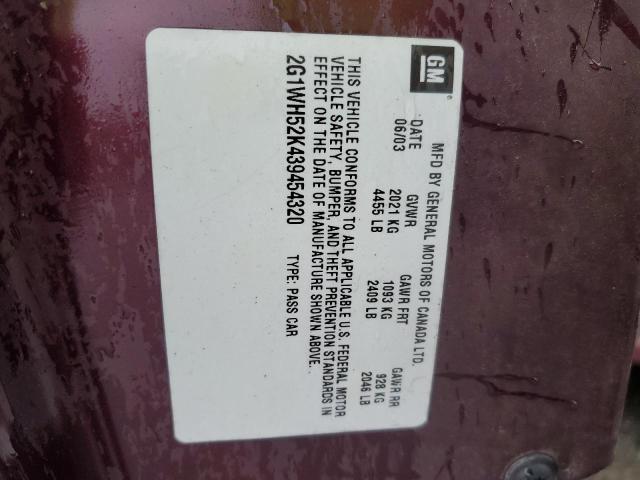 GM®
MFD BY GENERAL MOTORS OF CANADA LTD.
DATE GVWR GAWR FRT GAWR RR
06/03 2021 KG 1093 KG 928 KG
4455 LB 2409 LB 2046 LB
THIS VEHICLE CONFORMS TO ALL APPLICABLE U.S. FEDERAL MOTOR
VEHICLE SAFETY, BUMPER, AND THEFT PREVENTION STANDARDS IN
EFFECT ON THE DATE OF MANUFACTURE SHOWN ABOVE.
2G1WH52K439454320 TYPE: PASS CAR